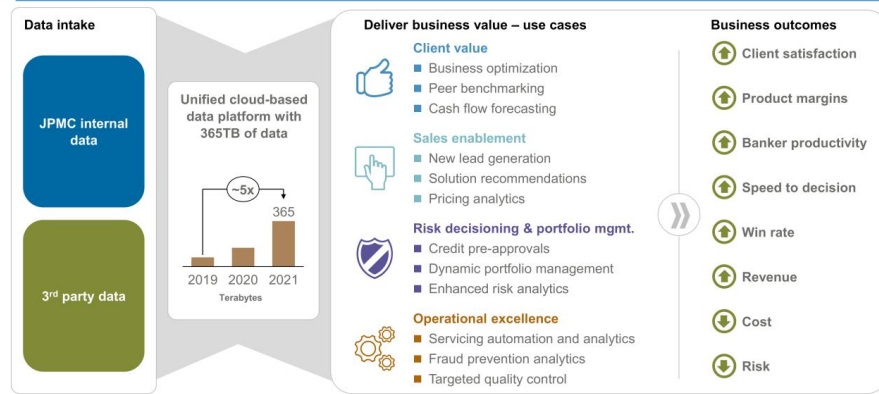 Data intake
JPMC internal
data
3rd party data
Unified cloud-based
data platform with
365TB of data
~5x
365
2019 2020 2021
Terabytes
Deliver business value – use cases
Client value
Business optimization
Peer benchmarking
Cash flow forecasting
Sales enablement
New lead generation
Solution recommendations
Pricing analytics
Risk decisioning & portfolio mgmt.
Credit pre-approvals
Dynamic portfolio management
Enhanced risk analytics
Operational excellence
Servicing automation and analytics
Fraud prevention analytics
Targeted quality control
Business outcomes
Client satisfaction
Product margins
Banker productivity
Speed to decision
Win rate
Revenue
Cost
Risk